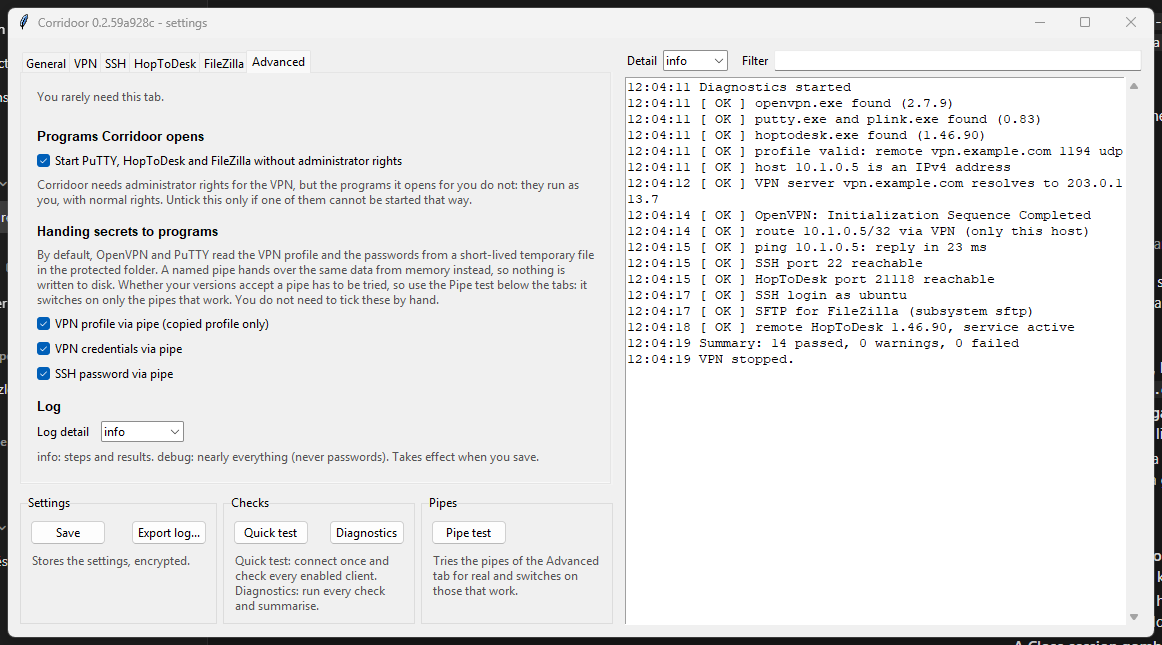 Corridoor 0.2.59a928c - settings
General VPN SSH HopToDesk FileZilla Advanced
You rarely need this tab.
Programs Corridoor opens
Start PuTTY, HopToDesk and FileZilla without administrator rights
Corridoor needs administrator rights for the VPN, but the programs it opens for you do not: they run as
you, with normal rights. Untick this only if one of them cannot be started that way.
Handing secrets to programs
By default, OpenVPN and PuTTY read the VPN profile and the passwords from a short-lived temporary file
in the protected folder. A named pipe hands over the same data from memory instead, so nothing is
written to disk. Whether your versions accept a pipe has to be tried, so use the Pipe test below the tabs: it
switches on only the pipes that work. You do not need to tick these by hand.
VPN profile via pipe (copied profile only)
VPN credentials via pipe
SSH password via pipe
Log
Log detail info
info: steps and results. debug: nearly everything (never passwords). Takes effect when you save.
Settings
Save Export log...
Stores the settings, encrypted.
Checks
Quick test Diagnostics
Quick test: connect once and
check every enabled client.
Diagnostics: run every check
and summarise.
Pipes
Pipe test
Tries the pipes of the Advanced
tab for real and switches on
those that work.
Detail info Filter
12:04:11 Diagnostics started
12:04:11 [ OK ] openvpn.exe found (2.7.9)
12:04:11 [ OK ] putty.exe and plink.exe found (0.83)
12:04:11 [ OK ] hoptodesk.exe found (1.46.90)
12:04:11 [ OK ] profile valid: remote vpn.example.com 1194 udp
12:04:11 [ OK ] host 10.1.0.5 is an IPv4 address
12:04:12 [ OK ] VPN server vpn.example.com resolves to 203.0.1
13.7
12:04:14 [ OK ] OpenVPN: Initialization Sequence Completed
12:04:14 [ OK ] route 10.1.0.5/32 via VPN (only this host)
12:04:15 [ OK ] ping 10.1.0.5: reply in 23 ms
12:04:15 [ OK ] SSH port 22 reachable
12:04:15 [ OK ] HopToDesk port 21118 reachable
12:04:17 [ OK ] SSH login as ubuntu
12:04:17 [ OK ] SFTP for FileZilla (subsystem sftp)
12:04:18 [ OK ] remote HopToDesk 1.46.90, service active
12:04:19 Summary: 14 passed, 0 warnings, 0 failed
12:04:19 VPN stopped.